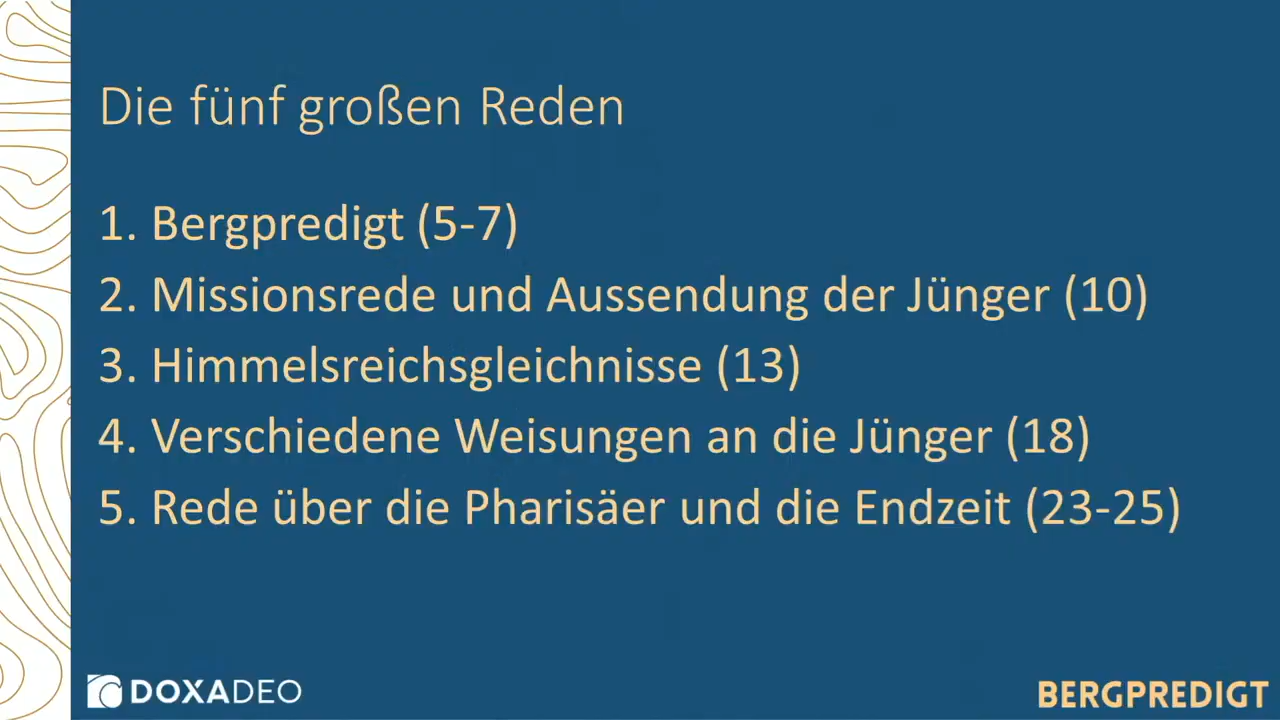 Die fünf großen Reden
1. Bergpredigt (5-7)
2. Missionsrede und Aussendung der Jünger (10)
3. Himmelsreichsgleichnisse (13)
4. Verschiedene Weisungen an die Jünger (18)
5. Rede über die Pharisäer und die Endzeit (23-25)
DOXADEO
BERGPREDIGT